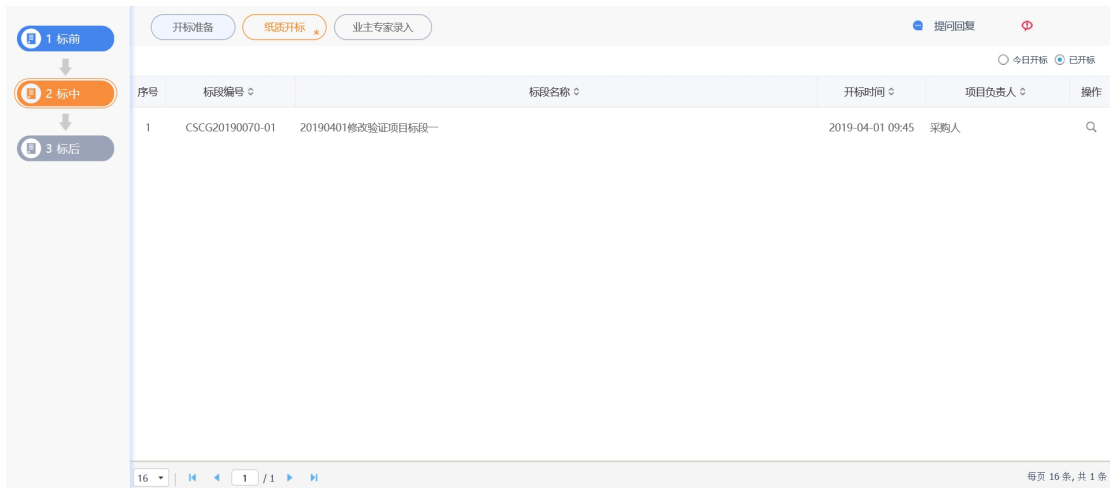 1 标前
2 标中
3 标后
开标准备 纸质开标 * 业主专家录入 提问回复
今日开标 已开标
序号 标段编号 标段名称 开标时间 项目负责人 操作
1 CSCG20190070-01 20190401修改验证项目标段一 2019-04-01 09:45 采购人
16 1 / 1 每页 16 条, 共 1 条